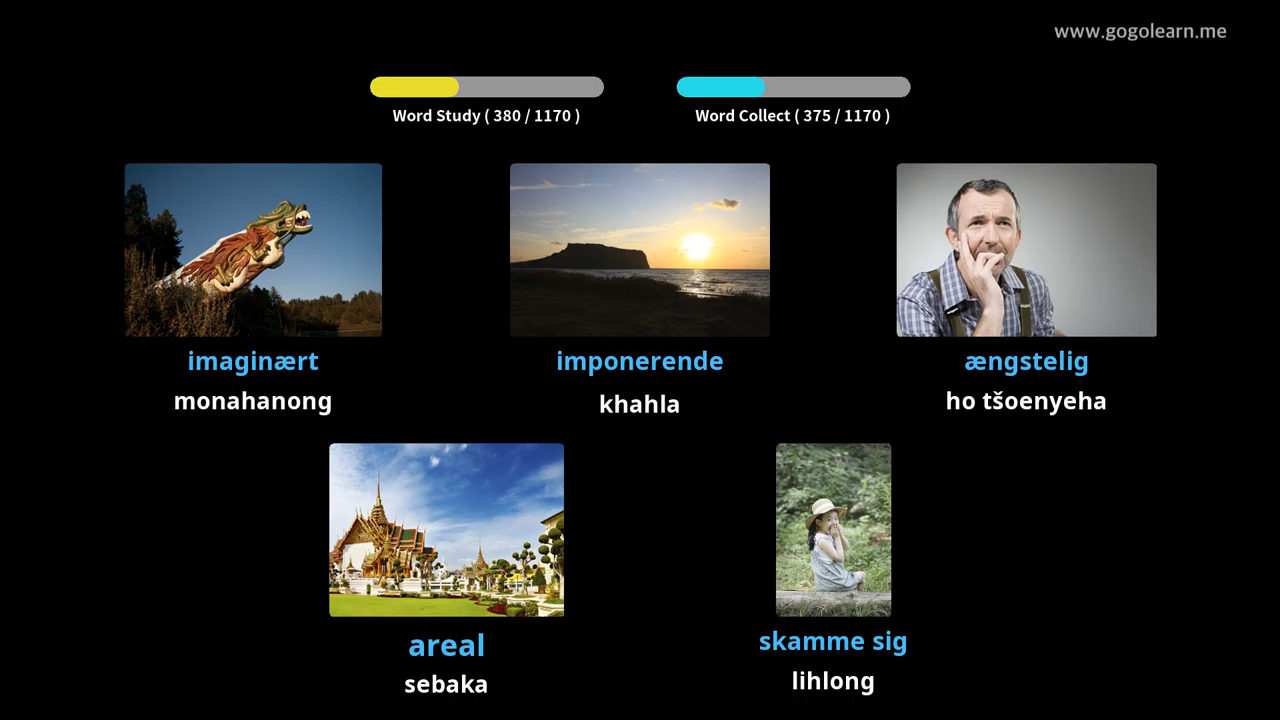 www.gogolearn.me
Word Study ( 380 / 1170 )
Word Collect ( 375 / 1170 )
imaginært
monahanong
imponerende
khahla
ængstelig
ho tšoenyeha
areal
sebaka
skamme sig
lihlong